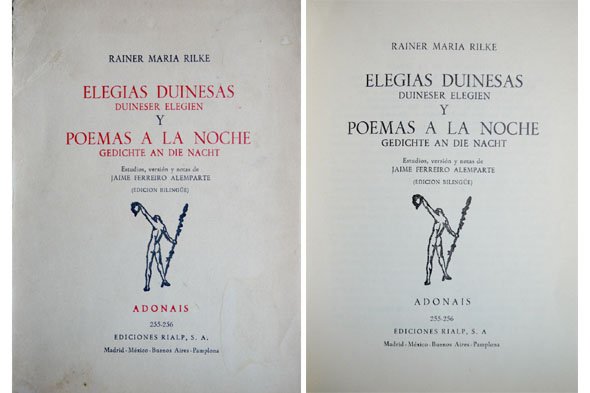 RAINER MARIA RILKE
ELEGIAS DUINESAS
DUINESER ELEGIEN
Y
POEMAS A LA NOCHE
GEDICHTE AN DIE NACHT
Estudios, versión y notas de
JAIME FERREIRO ALEMPARTE
(EDICION BILINGÜE)
ADONAIS
255-256
EDICIONES RIALP, S. A.
Madrid - México - Buenos Aires - Pamplona
RAINER MARIA RILKE
ELEGIAS DUINESAS
DUINESER ELEGIEN
Y
POEMAS A LA NOCHE
GEDICHTE AN DIE NACHT
Estudios, versión y notas de
JAIME FERREIRO ALEMPARTE
(EDICION BILINGÜE)
ADONAIS
255-256
EDICIONES RIALP, S. A
Madrid - México - Buenos Aires - Pamplona